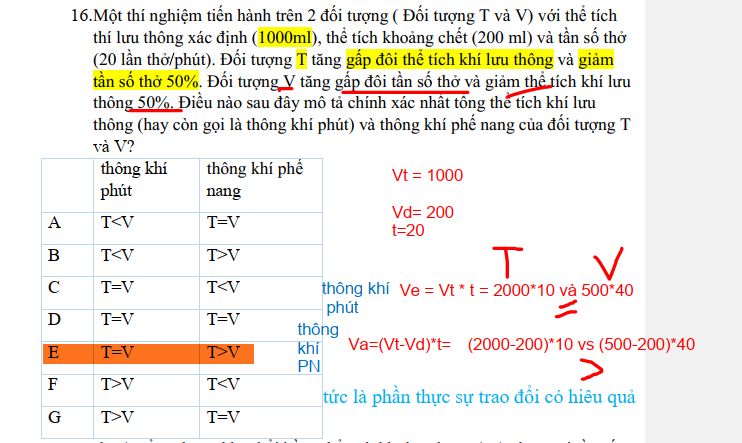 16.Một thí nghiệm tiến hành trên 2 đối tượng ( Đối tượng T và V) với thể tích
thí lưu thông xác định (1000ml), thể tích khoảng chết (200 ml) và tần số thở
(20 lần thở/phút). Đối tượng T tăng gấp đôi thể tích khí lưu thông và giảm
tần số thở 50%. Đối tượng V tăng gấp đôi tần số thở và giảm thể tích khí lưu
thông 50%. Điều nào sau đây mô tả chính xác nhât tông thể tích khí lưu
thông (hay còn gọi là thông khí phút) và thông khí phế nang của đối tượng T
và V?
thông khí phút thông khí phế nang
A T<V T=V
B T<V T>V
C T=V T<V
D T=V T=V
E T=V T>V
F T>V T<V
G T>V T=V
Vt = 1000
Vd= 200
t=20
T V
thông khí phút Ve = Vt * t = 2000*10 và 500*40
=
thông khí PN Va=(Vt-Vd)*t= (2000-200)*10 vs (500-200)*40
>
tức là phần thực sự trao đổi có hiêu quả